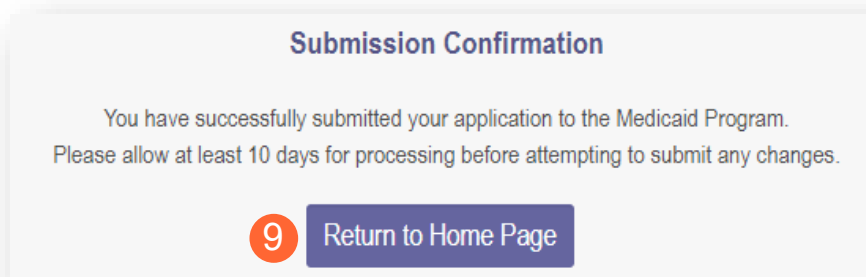 Submission Confirmation
You have successfully submitted your application to the Medicaid Program.
Please allow at least 10 days for processing before attempting to submit any changes.
9 Return to Home Page